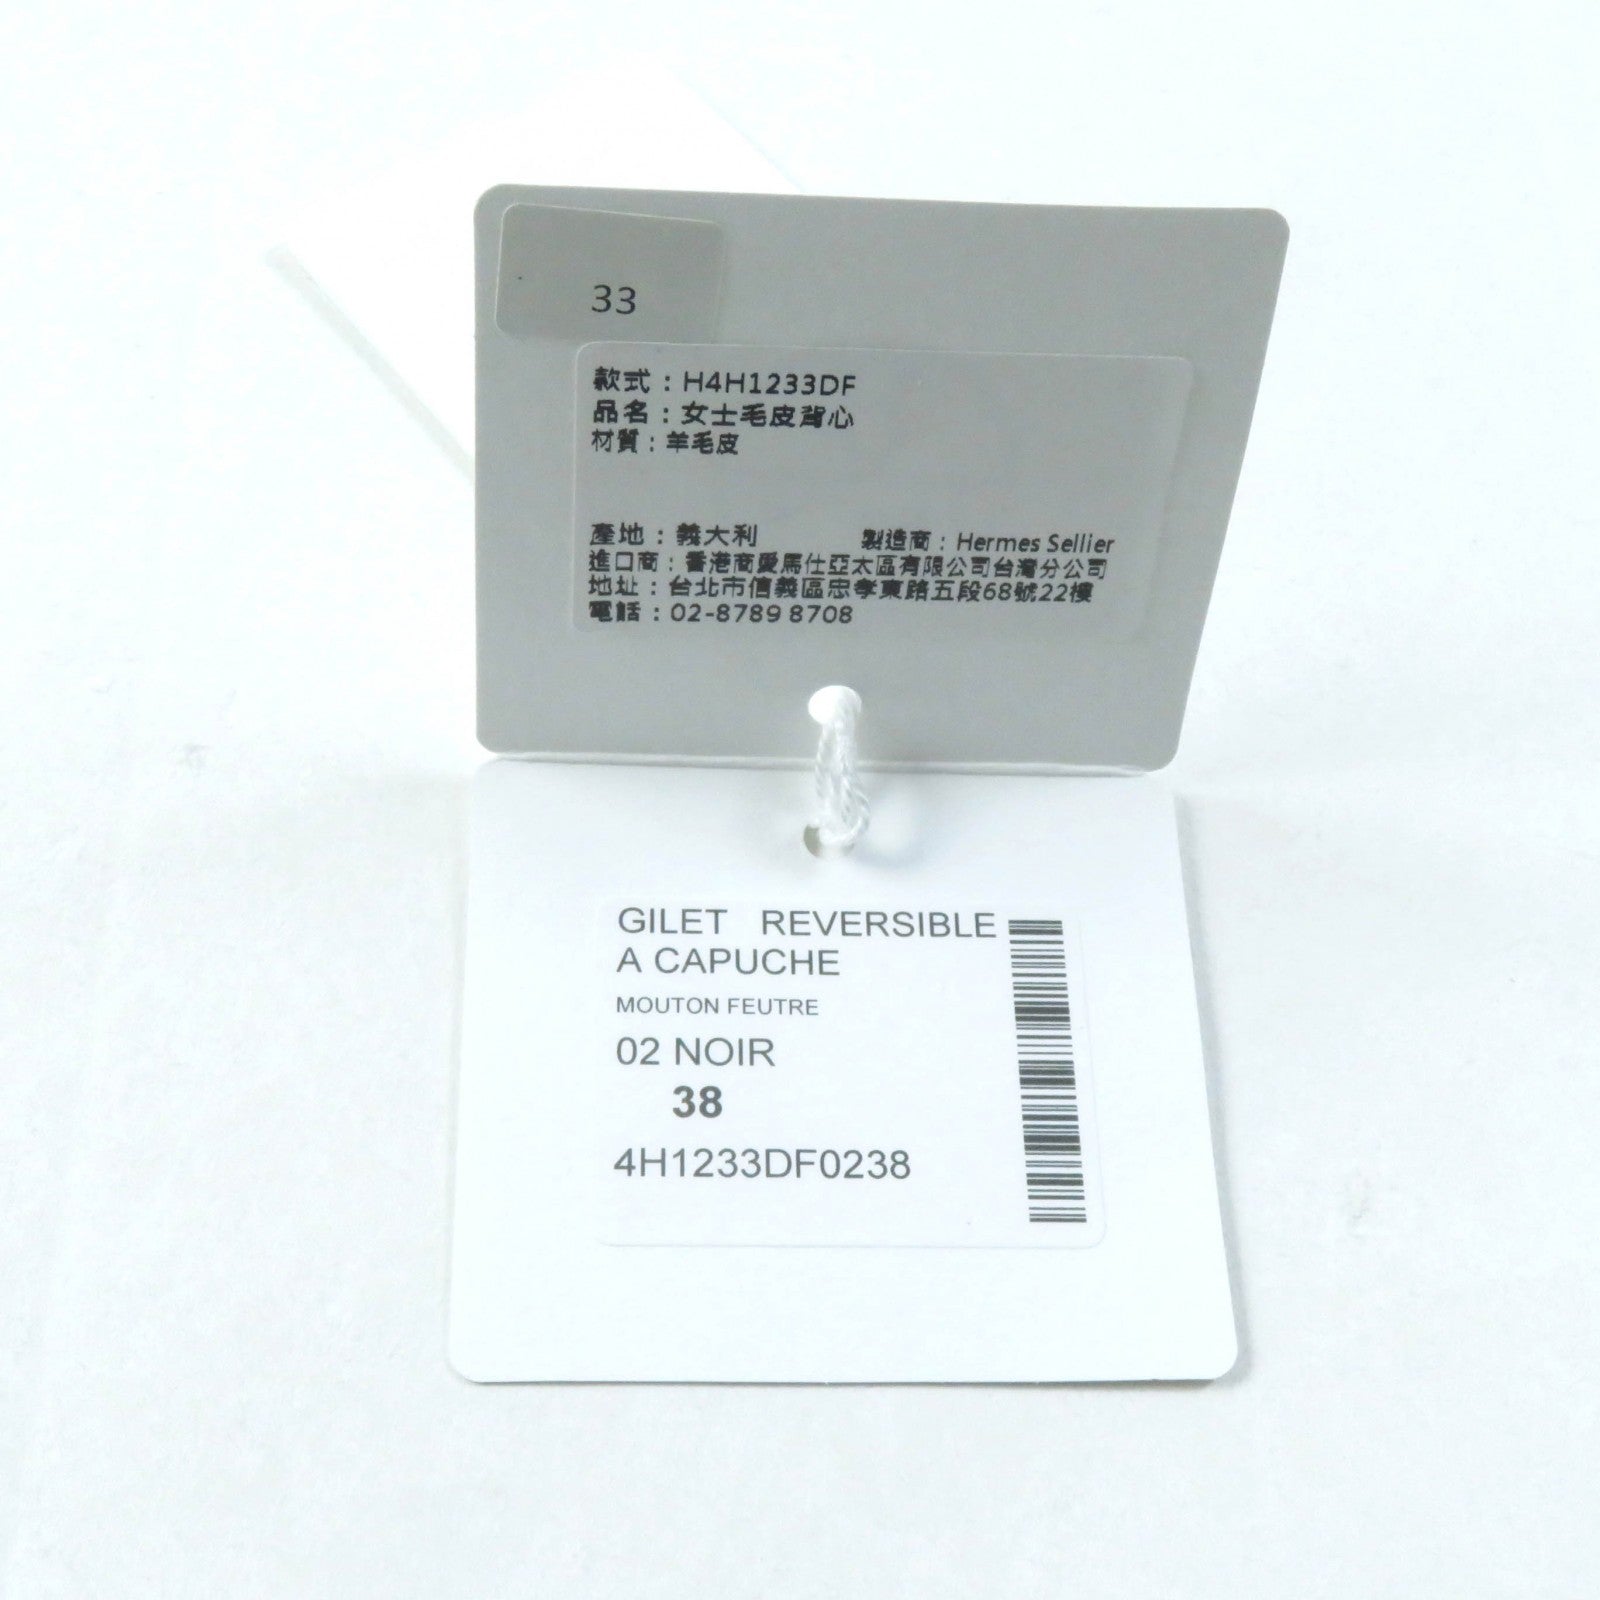 33
款式：H4H1233DF
品名：女士毛皮背心
材質：羊毛皮
產地：義大利 製造商：Hermes Sellier
進口商：香港商愛馬仕亞太區有限公司台灣分公司
地址：台北市信義區忠孝東路五段68號22樓
電話：02-8789 8708
GILET REVERSIBLE
A CAPUCHE
MOUTON FEUTRE
02 NOIR
38
4H1233DF0238